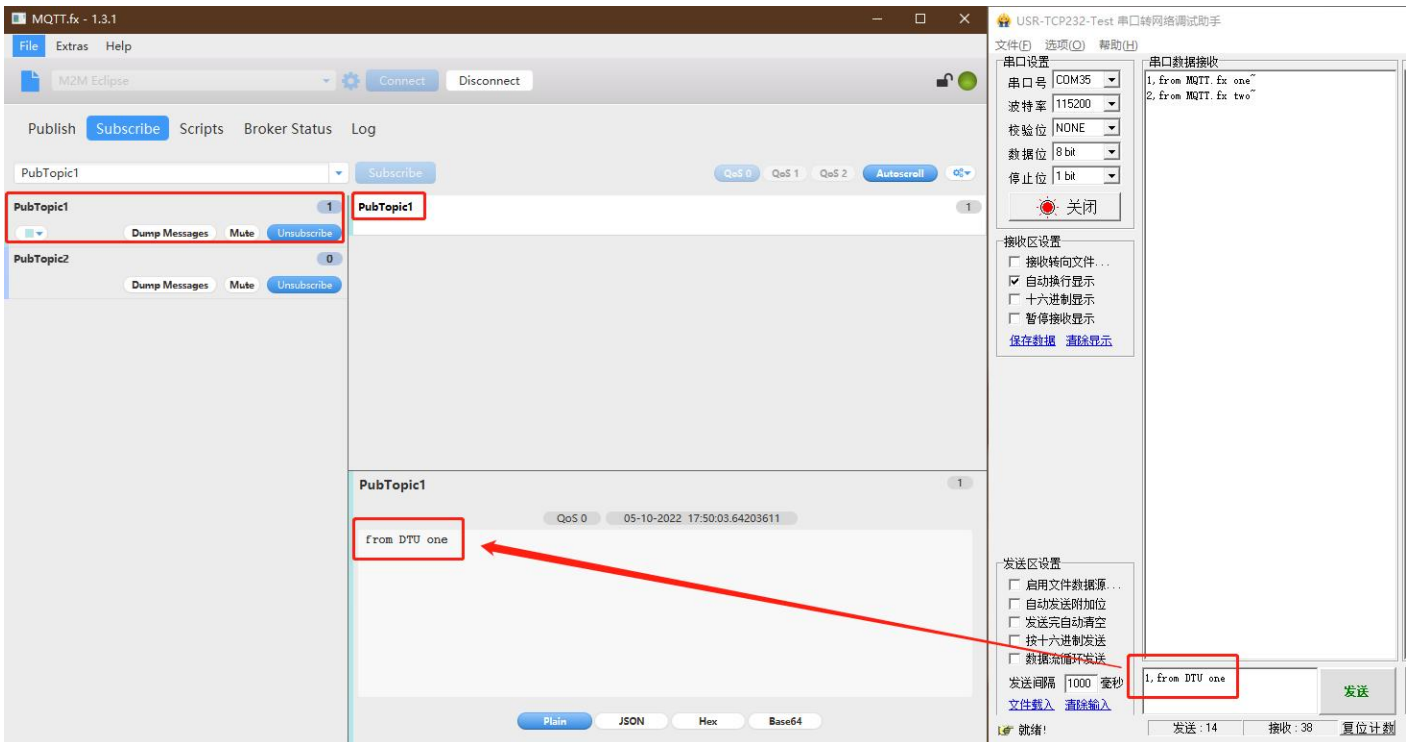 MQTT.fx - 1.3.1
File Extras Help
M2M Eclipse
Connect Disconnect
Publish Subscribe Scripts Broker Status Log
PubTopic1
Subscribe
QoS 0 QoS 1 QoS 2 Autoscroll
PubTopic1 1
Dump Messages Mute Unsubscribe
PubTopic2 0
Dump Messages Mute Unsubscribe
PubTopic1 1
PubTopic1 1
QoS 0 05-10-2022 17:50:03.64203611
from DTU one
Plain JSON Hex Base64
USR-TCP232-Test 串口转网络调试助手
文件(F) 选项(O) 帮助(H)
串口设置
串口号 COM35
波特率 115200
校验位 NONE
数据位 8 bit
停止位 1 bit
关闭
接收区设置
接收转向文件...
自动换行显示
十六进制显示
暂停接收显示
保存数据 清除显示
串口数据接收
1,from MQTT.fx one~
2,from MQTT.fx two~
发送区设置
启用文件数据源...
自动发送附加位
发送完自动清空
按十六进制发送
数据流循环发送
发送间隔 1000 毫秒
文件载入 清除输入
1,from DTU one
发送
就绪!
发送:14 接收:38 复位计数